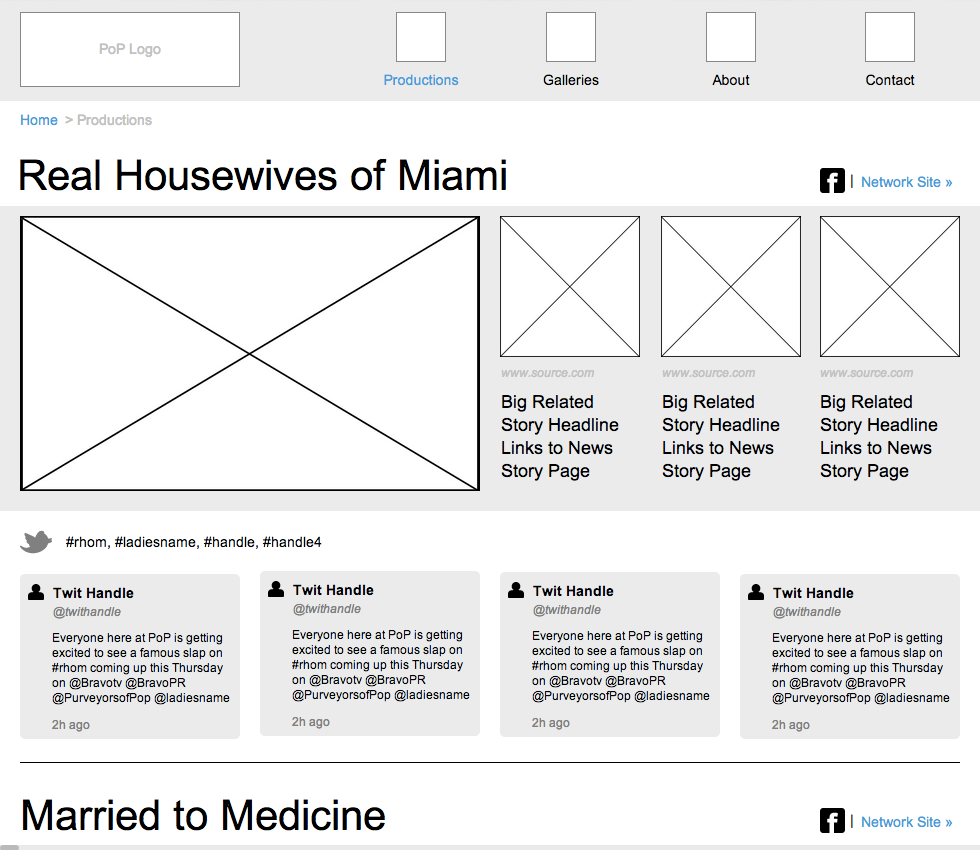 PoP Logo
Productions
Galleries
About
Contact
Home > Productions
Real Housewives of Miami
f | Network Site »
www.source.com
Big Related
Story Headline
Links to News
Story Page
www.source.com
Big Related
Story Headline
Links to News
Story Page
www.source.com
Big Related
Story Headline
Links to News
Story Page
#rhom, #ladiesname, #handle, #handle4
Twit Handle
@twithandle
Everyone here at PoP is getting
excited to see a famous slap on
#rhom coming up this Thursday
on @Bravotv @BravoPR
@PurveyorsofPop @ladiesname
2h ago
Twit Handle
@twithandle
Everyone here at PoP is getting
excited to see a famous slap on
#rhom coming up this Thursday
on @Bravotv @BravoPR
@PurveyorsofPop @ladiesname
2h ago
Twit Handle
@twithandle
Everyone here at PoP is getting
excited to see a famous slap on
#rhom coming up this Thursday
on @Bravotv @BravoPR
@PurveyorsofPop @ladiesname
2h ago
Twit Handle
@twithandle
Everyone here at PoP is getting
excited to see a famous slap on
#rhom coming up this Thursday
on @Bravotv @BravoPR
@PurveyorsofPop @ladiesname
2h ago
Married to Medicine
f | Network Site »